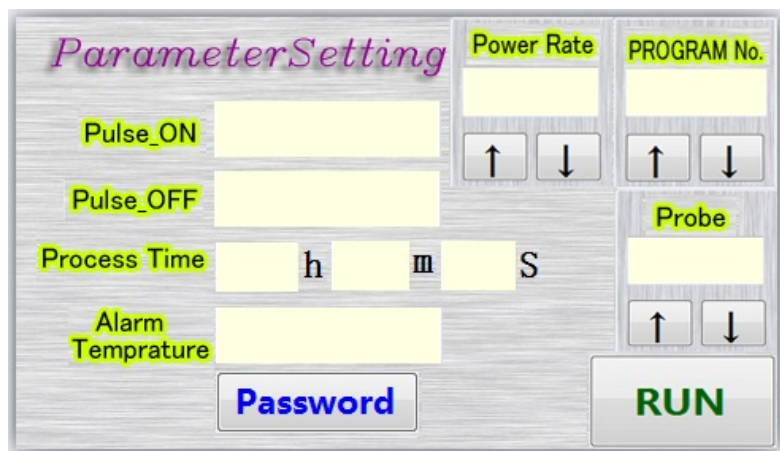 ParameterSetting
Power Rate
PROGRAM No.
Pulse_ON
↑ ↓
↑ ↓
Pulse_OFF
Probe
Process Time h m S
↑ ↓
Alarm
Temprature
Password
RUN